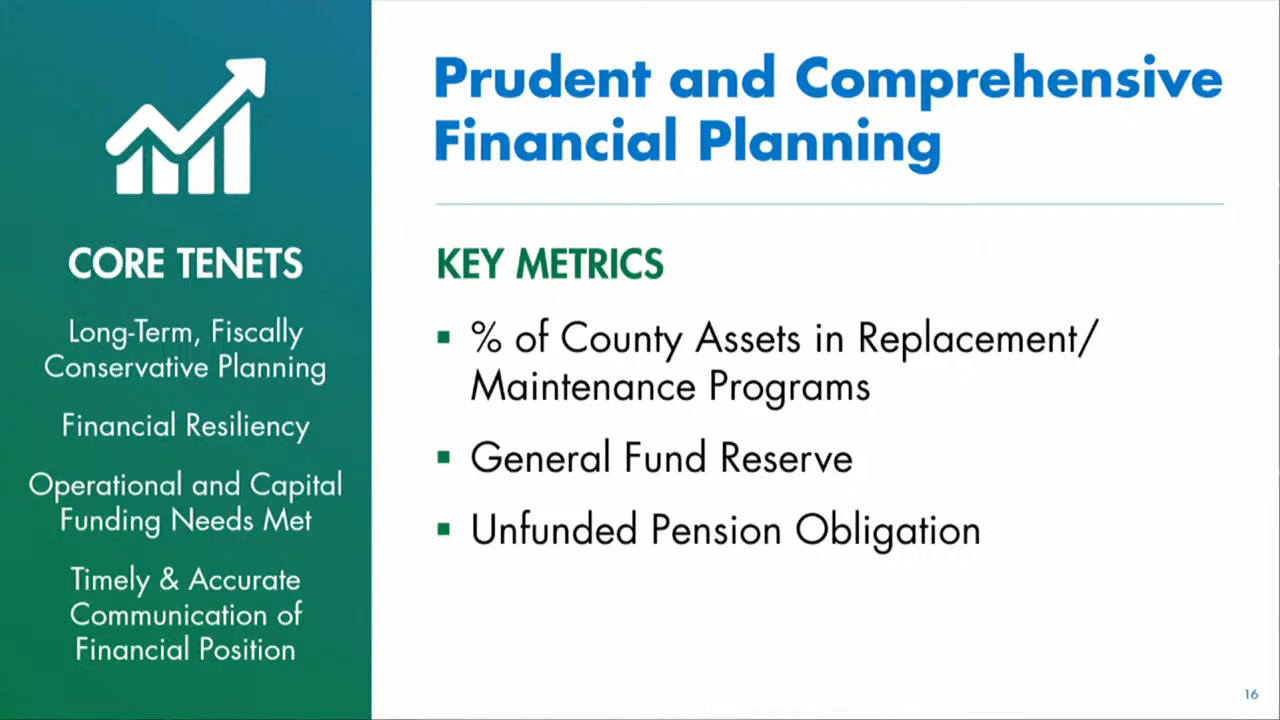 Prudent and Comprehensive
Financial Planning
CORE TENETS
Long-Term, Fiscally
Conservative Planning
Financial Resiliency
Operational and Capital
Funding Needs Met
Timely & Accurate
Communication of
Financial Position
KEY METRICS
▪ % of County Assets in Replacement/
Maintenance Programs
▪ General Fund Reserve
▪ Unfunded Pension Obligation
16